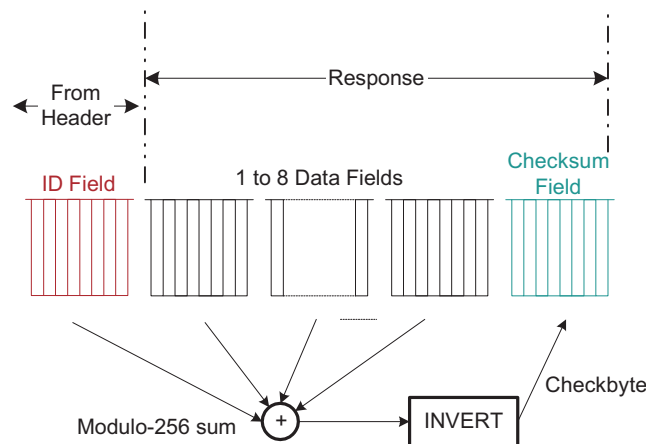 Response
From
Header
ID Field
1 to 8 Data Fields
Checksum
Field
Modulo-256 sum
+
INVERT
Checkbyte